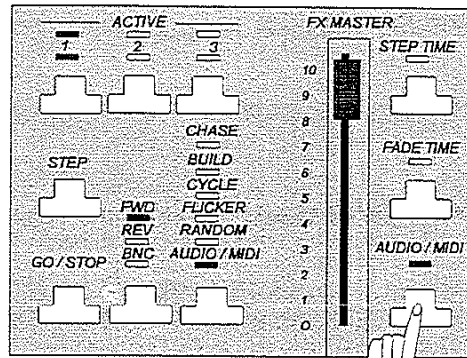 ACTIVE
1 2 3
FX MASTER
STEP TIME
10
9
8
7
6
5
4
3
2
1
0
CHASE
BUILD
CYCLE
FLICKER
RANDOM
AUDIO / MIDI
STEP
FWD
REV
BNC
GO / STOP
FADE TIME
AUDIO / MIDI